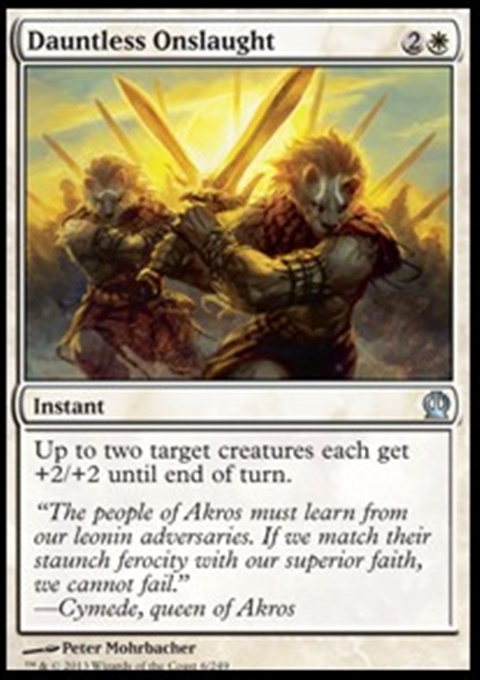 Dauntless Onslaught 2
Instant
Up to two target creatures each get
+2/+2 until end of turn.
“The people of Akros must learn from
our leonin adversaries. If we match their
staunch ferocity with our superior faith,
we cannot fail.”
—Cymede, queen of Akros
Peter Mohrbacher
™ & © 2013 Wizards of the Coast 6/249